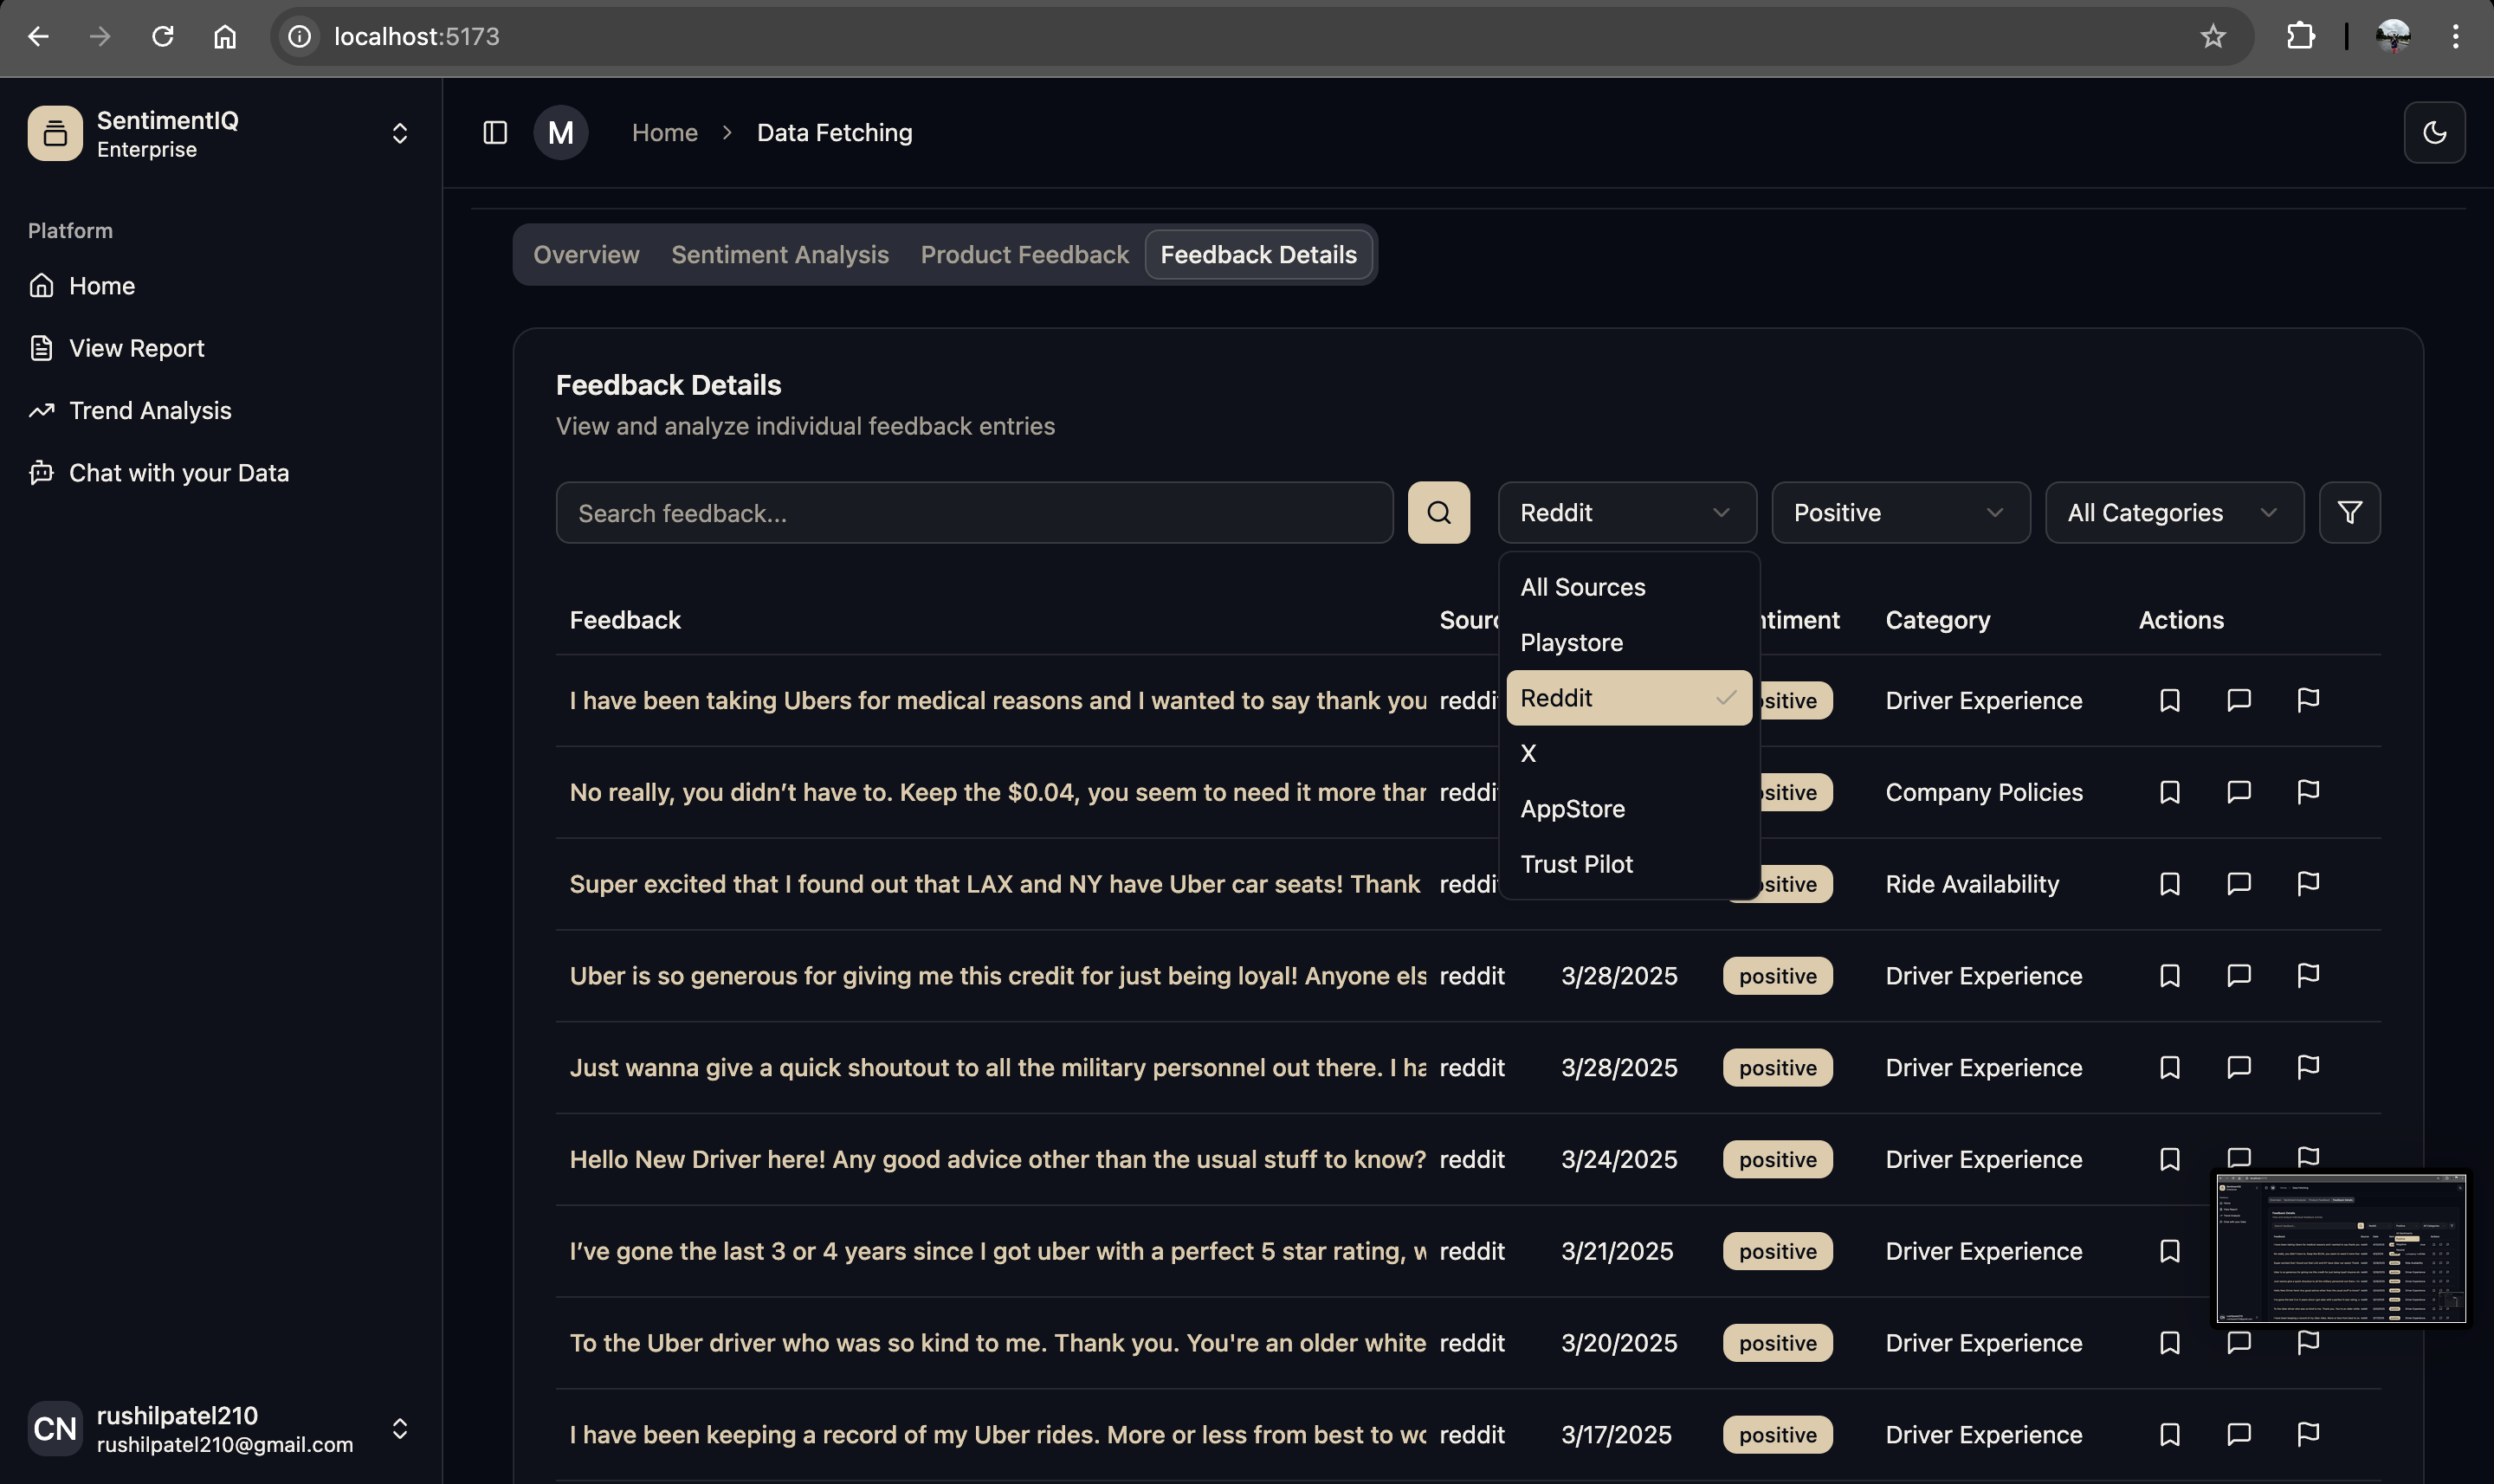 localhost:5173
SentimentIQ
Enterprise
M
Home
Data Fetching
Platform
Home
View Report
Trend Analysis
Chat with your Data
Overview
Sentiment Analysis
Product Feedback
Feedback Details
Feedback Details
View and analyze individual feedback entries
Search feedback...
Reddit
Positive
All Categories
All Sources
Playstore
Reddit
X
AppStore
Trust Pilot
Feedback Category Actions
I have been taking Ubers for medical reasons and I wanted to say thank you Driver Experience
No really, you didn’t have to. Keep the $0.04, you seem to need it more Company Policies
Super excited that I found out that LAX and NY have Uber car seats! Thank Ride Availability
Uber is so generous for giving me this credit for just being loyal! Anyone els reddit 3/28/2025 positive Driver Experience
Just wanna give a quick shoutout to all the military personnel out there. I ha reddit 3/28/2025 positive Driver Experience
Hello New Driver here! Any good advice other than the usual stuff to know? reddit 3/24/2025 positive Driver Experience
I’ve gone the last 3 or 4 years since I got uber with a perfect 5 star rating, w reddit 3/21/2025 positive Driver Experience
To the Uber driver who was so kind to me. Thank you. You're an older white reddit 3/20/2025 positive Driver Experience
I have been keeping a record of my Uber rides. More or less from best to reddit 3/17/2025 positive Driver Experience
CN
rushilpatel210
rushilpatel210@gmail.com